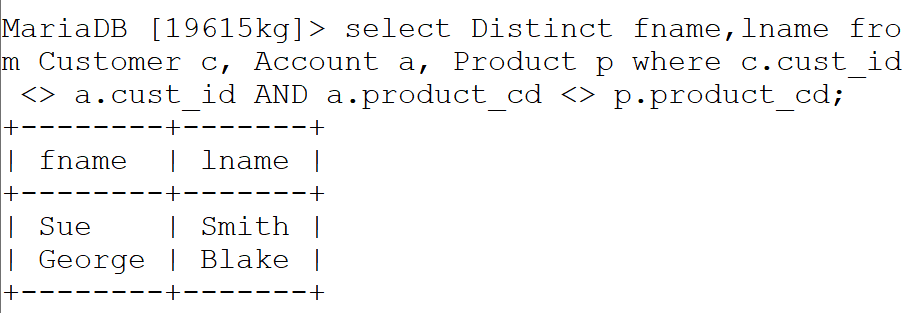 MariaDB [19615kg]> select Distinct fname,lname fro
m Customer c, Account a, Product p where c.cust_id
 <> a.cust_id AND a.product_cd <> p.product_cd;
+--------+-------+
| fname  | lname |
+--------+-------+
| Sue    | Smith |
| George | Blake |
+--------+-------+